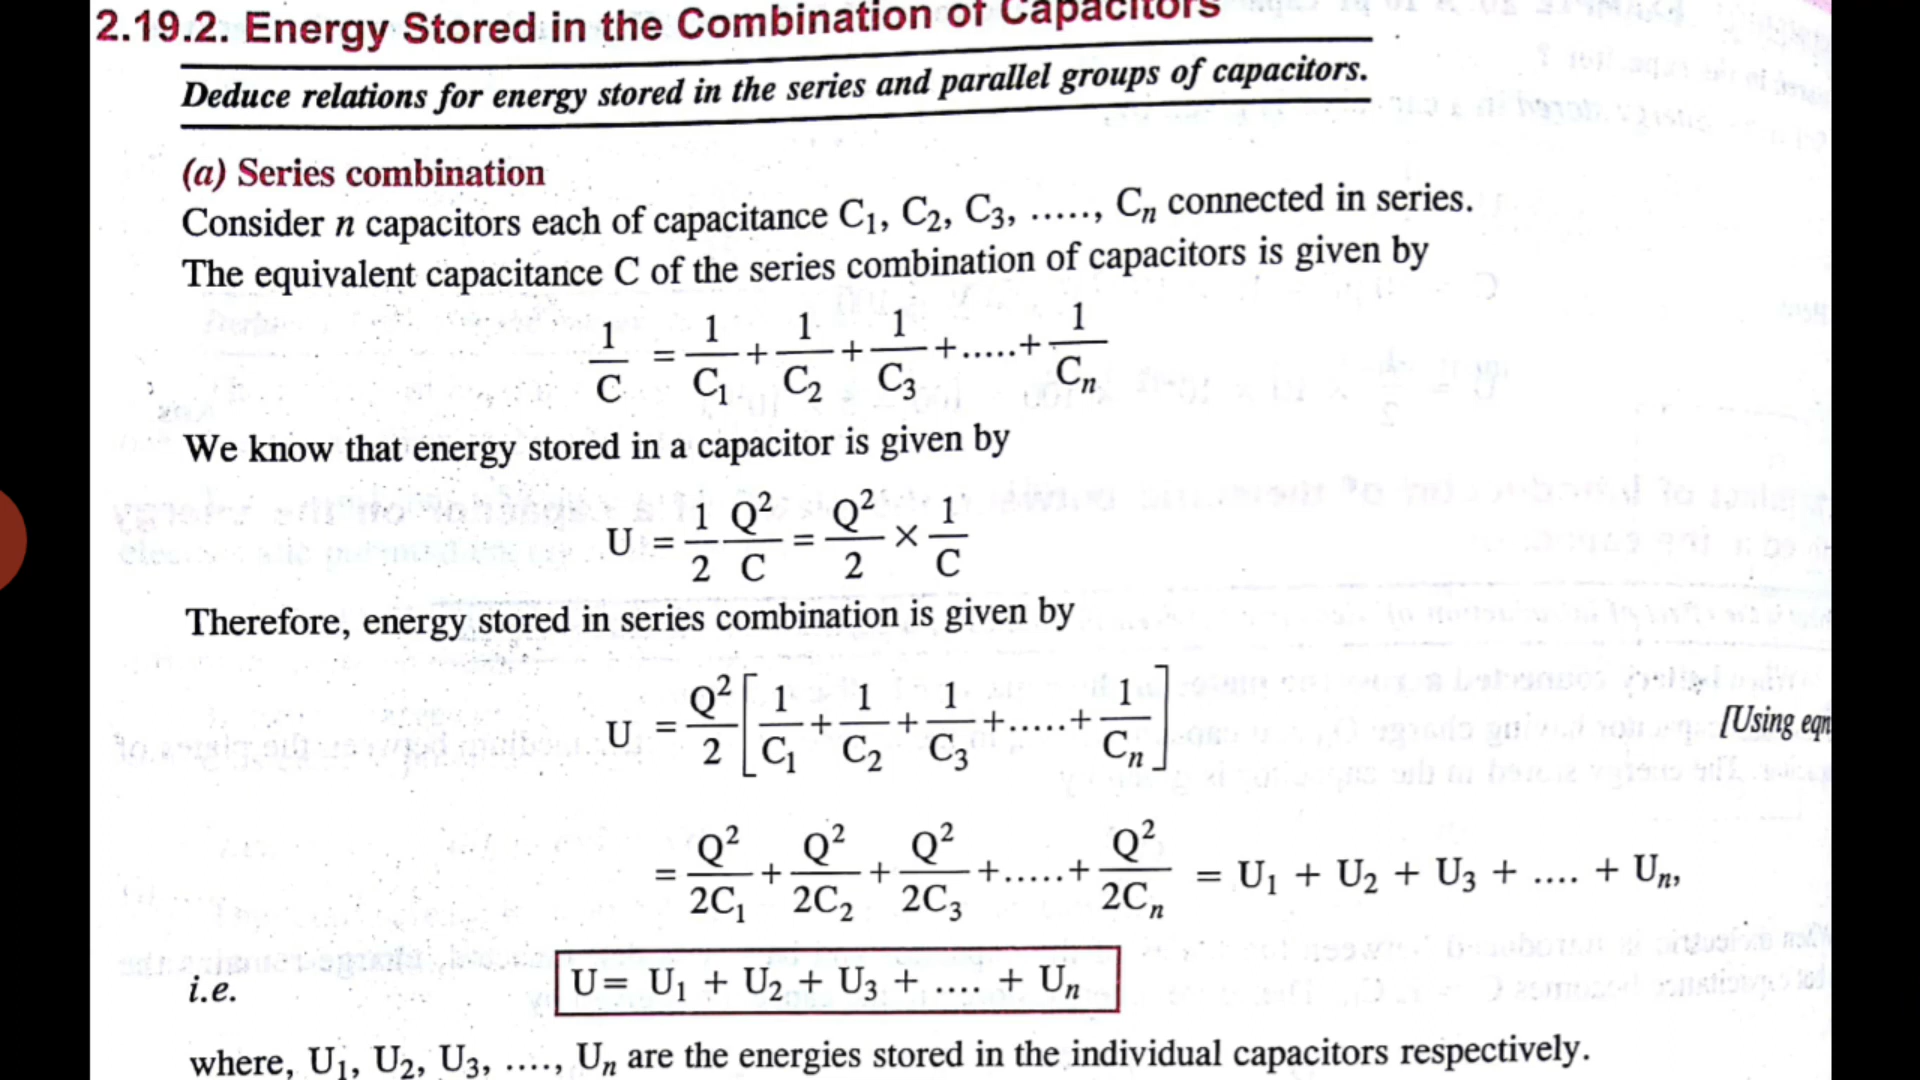 2.19.2. Energy Stored in the Combination of Capacitors
Deduce relations for energy stored in the series and parallel groups of capacitors.
(a) Series combination
Consider n capacitors each of capacitance C₁, C₂, C₃, ....., Cₙ connected in series.
The equivalent capacitance C of the series combination of capacitors is given by
1/C = 1/C₁ + 1/C₂ + 1/C₃ + ..... + 1/Cₙ
We know that energy stored in a capacitor is given by
U = 1/2 Q²/C = Q²/2 × 1/C
Therefore, energy stored in series combination is given by
U = Q²/2 [1/C₁ + 1/C₂ + 1/C₃ + ..... + 1/Cₙ] [Using eqn
= Q²/2C₁ + Q²/2C₂ + Q²/2C₃ + ..... + Q²/2Cₙ = U₁ + U₂ + U₃ + .... + Uₙ,
i.e. U = U₁ + U₂ + U₃ + .... + Uₙ
where, U₁, U₂, U₃, ...., Uₙ are the energies stored in the individual capacitors respectively.